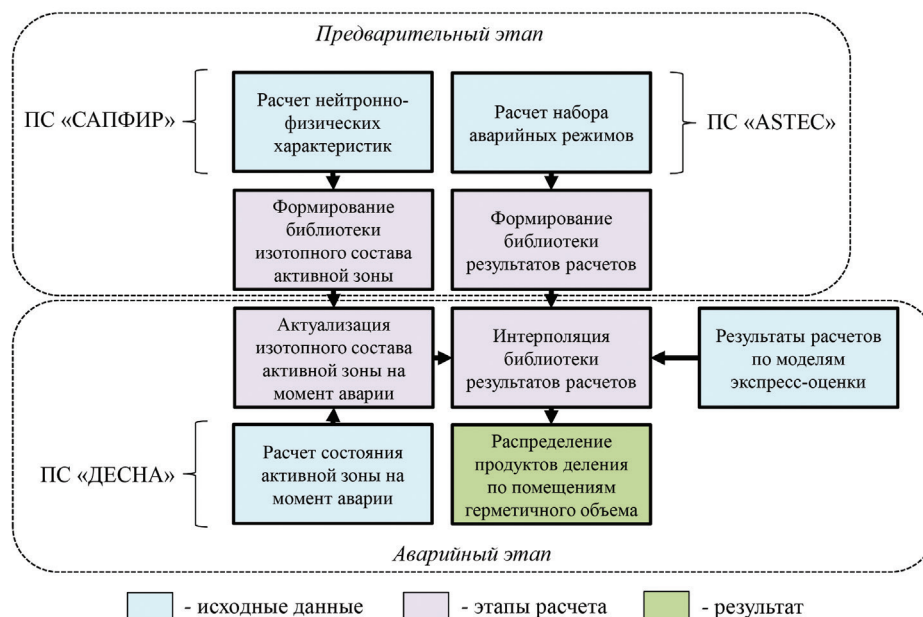 Предварительный этап
ПС «САПФИР»
Расчет нейтронно-
физических
характеристик
Расчет набора
аварийных режимов
ПС «ASTEC»
Формирование
библиотеки
изотопного состава
активной зоны
Формирование
библиотеки
результатов расчетов
Актуализация
изотопного состава
активной зоны на
момент аварии
Интерполяция
библиотеки
результатов расчетов
Результаты расчетов
по моделям
экспресс-оценки
ПС «ДЕСНА»
Расчет состояния
активной зоны на
момент аварии
Распределение
продуктов деления
по помещениям
герметичного объема
Аварийный этап
- исходные данные
- этапы расчета
- результат